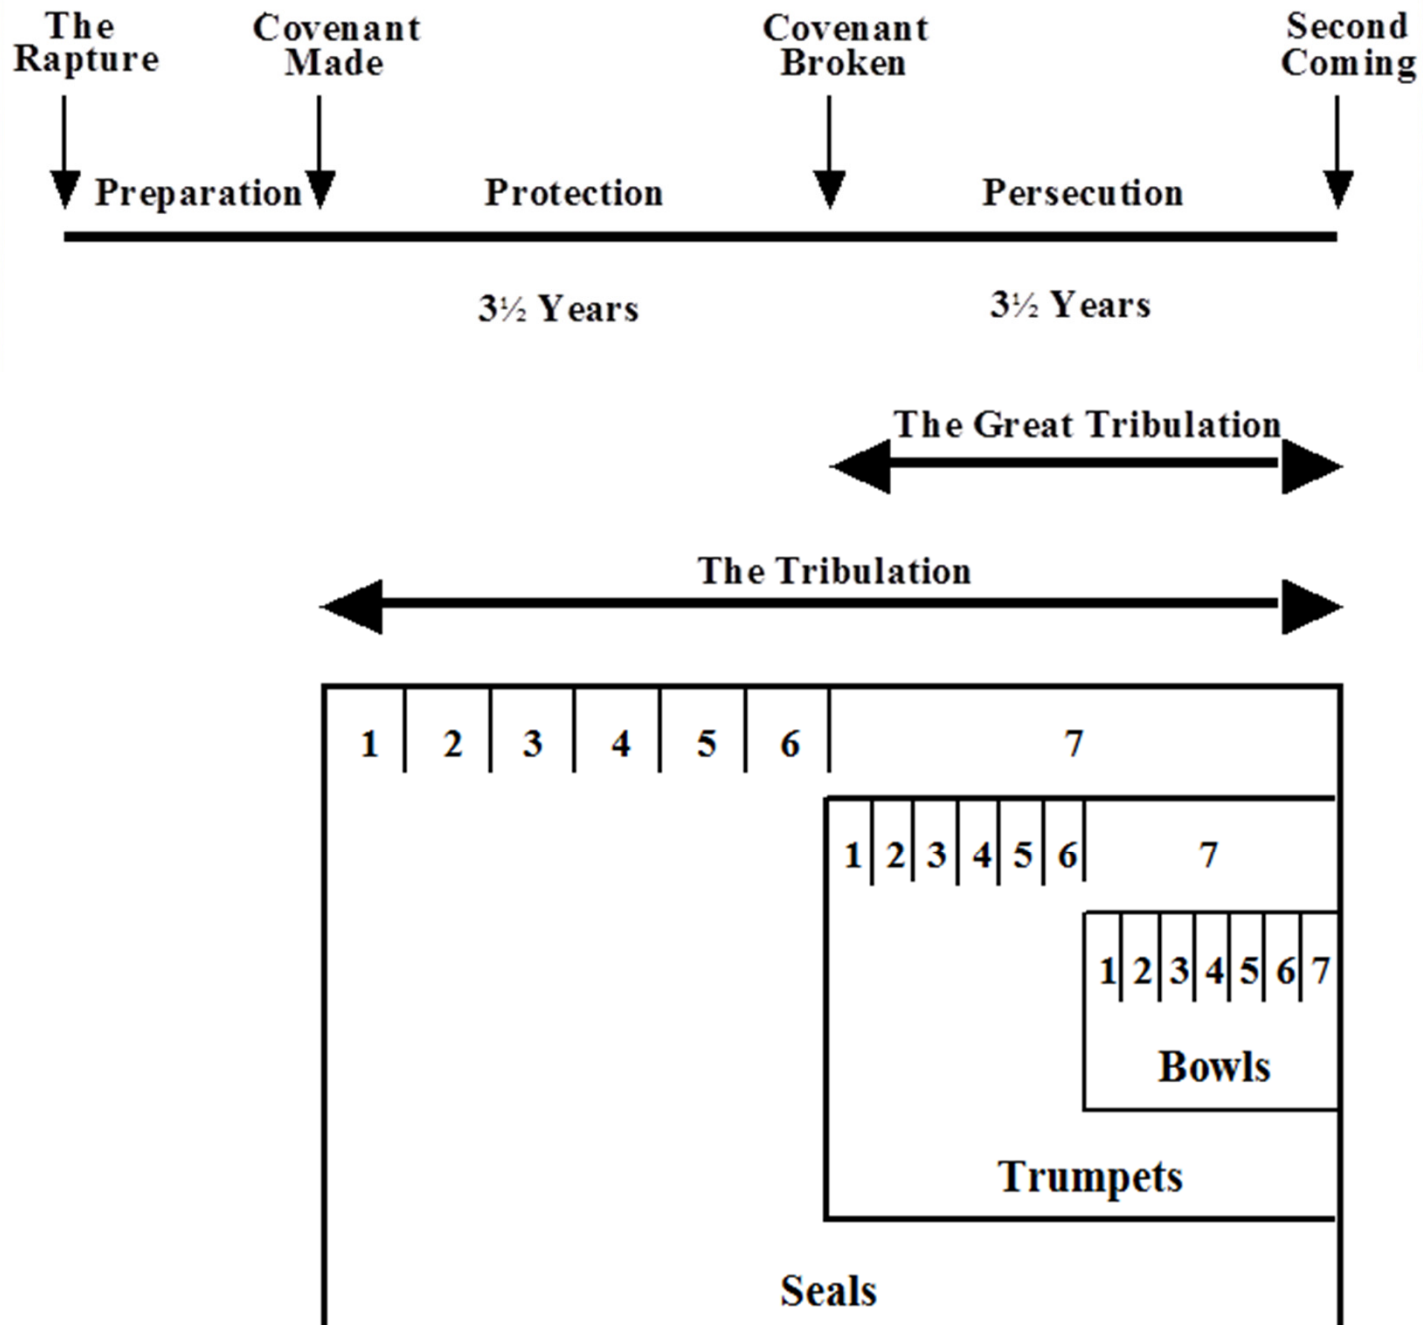 The
Rapture
Covenant
Made
Covenant
Broken
Second
Coming
Preparation
Protection
Persecution
3½ Years
3½ Years
The Great Tribulation
The Tribulation
1 2 3 4 5 6 7
1 2 3 4 5 6 7
1 2 3 4 5 6 7
Bowls
Trumpets
Seals